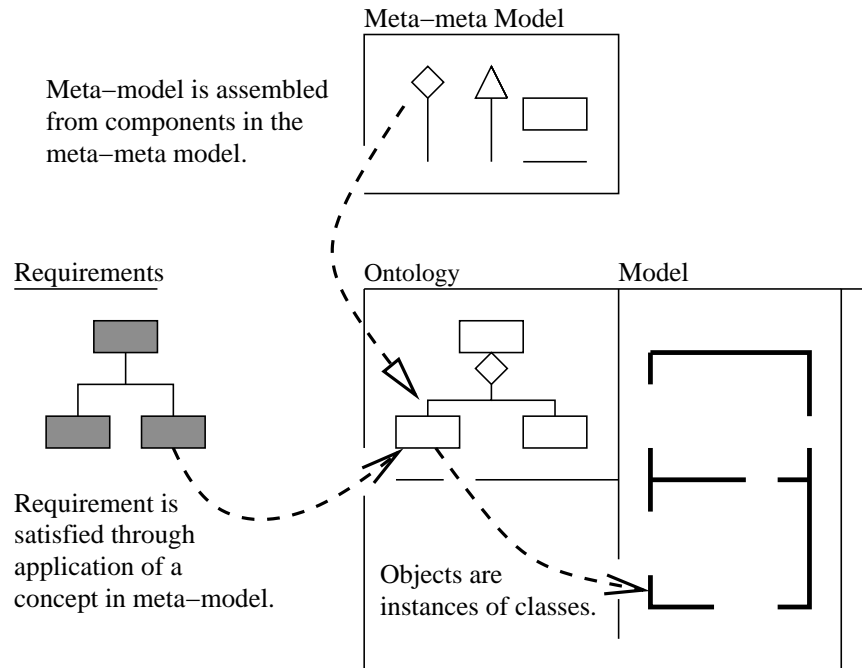 Meta−meta Model
Meta−model is assembled
from components in the
meta−meta model.
Requirements
Ontology
Model
Requirement is
satisfied through
application of a
concept in meta−model.
Objects are
instances of classes.